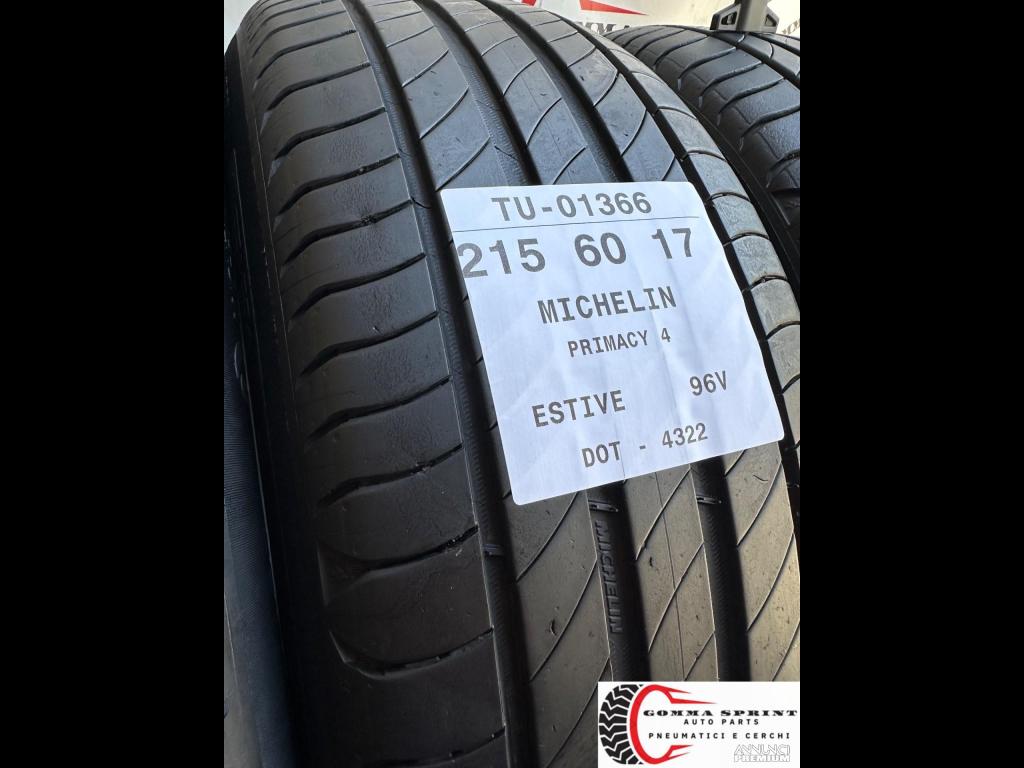 TU-01366
215 60 17
MICHELIN
PRIMACY 4
ESTIVE 96V
DOT - 4322
MICHELIN
GOMMA SPRINT
AUTO PARTS
PNEUMATICI E CERCHI
ANNUNCI
PREMIUM